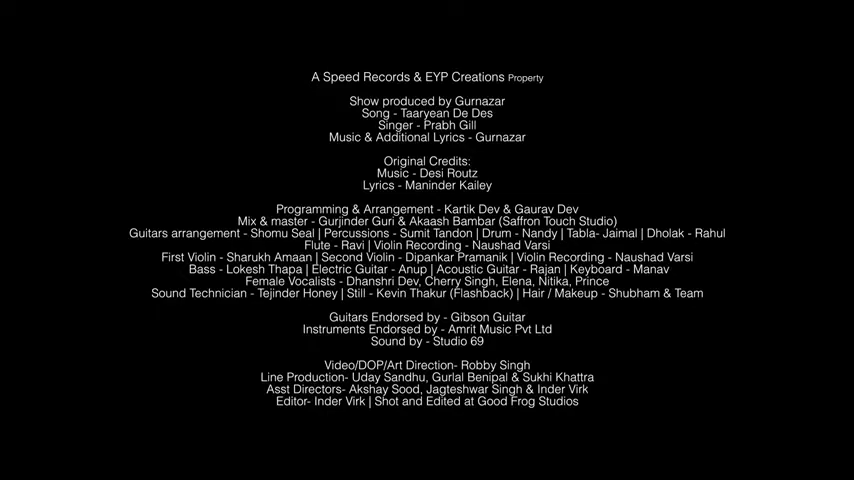 A Speed Records & EYP Creations Property
Show produced by Gurnazar
Song - Taaryean De Des
Singer - Prabh Gill
Music & Additional Lyrics - Gurnazar
Original Credits:
Music - Desi Routz
Lyrics - Maninder Kailey
Programming & Arrangement - Kartik Dev & Gaurav Dev
Mix & master - Gurjinder Guri & Akaash Bambar (Saffron Touch Studio)
Guitars arrangement - Shomu Seal | Percussions - Sumit Tandon | Drum - Nandy | Tabla- Jaimal | Dholak - Rahul
Flute - Ravi | Violin Recording - Naushad Varsi
First Violin - Sharukh Amaan | Second Violin - Dipankar Pramanik | Violin Recording - Naushad Varsi
Bass - Lokesh Thapa | Electric Guitar - Anup | Acoustic Guitar - Rajan | Keyboard - Manav
Female Vocalists - Dhanshri Dev, Cherry Singh, Elena, Nitika, Prince
Sound Technician - Tejinder Honey | Still - Kevin Thakur (Flashback) | Hair / Makeup - Shubham & Team
Guitars Endorsed by - Gibson Guitar
Instruments Endorsed by - Amrit Music Pvt Ltd
Sound by - Studio 69
Video/DOP/Art Direction- Robby Singh
Line Production- Uday Sandhu, Gurlal Benipal & Sukhi Khattra
Asst Directors- Akshay Sood, Jagteshwar Singh & Inder Virk
Editor- Inder Virk | Shot and Edited at Good Frog Studios